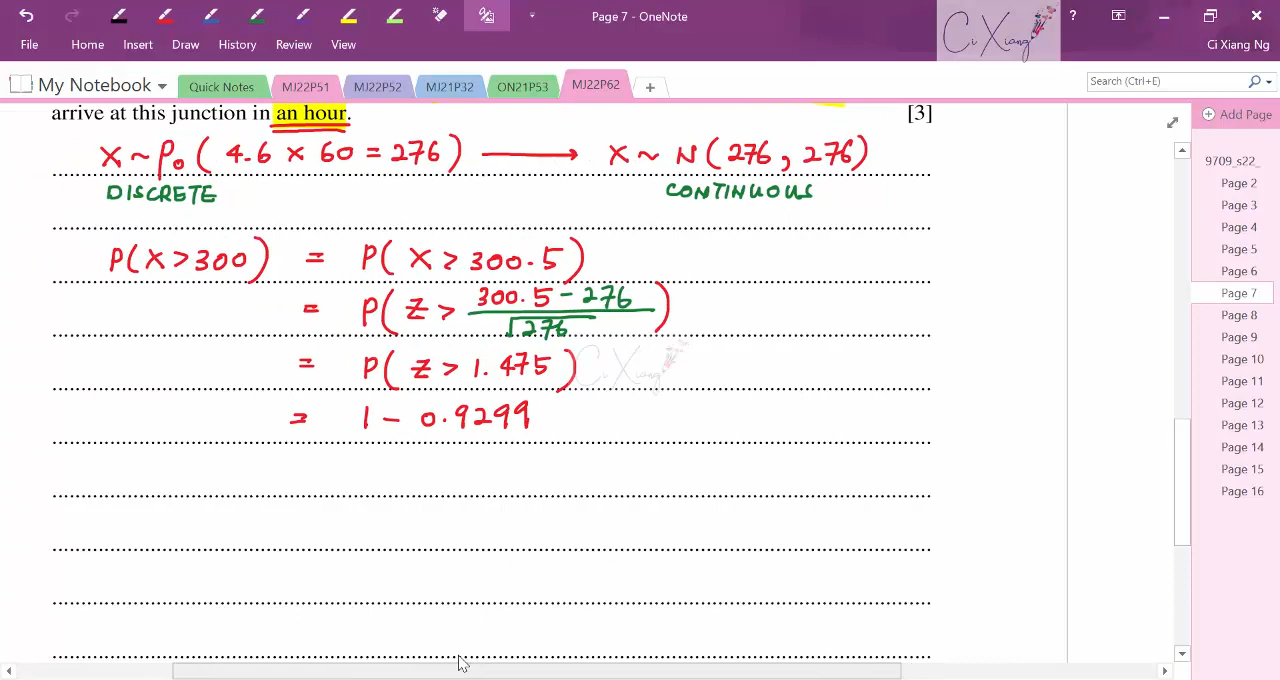 Page 7 - OneNote
Ci Xiang
?
File Home Insert Draw History Review View
Ci Xiang Ng
My Notebook Quick Notes MJ22P51 MJ22P52 MJ21P32 ON21P53 MJ22P62 +
Search (Ctrl+E)
arrive at this junction in an hour. [3]
Add Page
X ~ Po ( 4.6 × 60 = 276 ) → X ~ N ( 276 , 276 )
DISCRETE CONTINUOUS
P( X > 300 ) = P( X > 300.5 )
= P( Z > 300.5 - 276 / √276 )
= P( Z > 1.475 )
Ci Xiang
= 1 - 0.9299
9709_s22_
Page 2
Page 3
Page 4
Page 5
Page 6
Page 7
Page 8
Page 9
Page 10
Page 11
Page 12
Page 13
Page 14
Page 15
Page 16